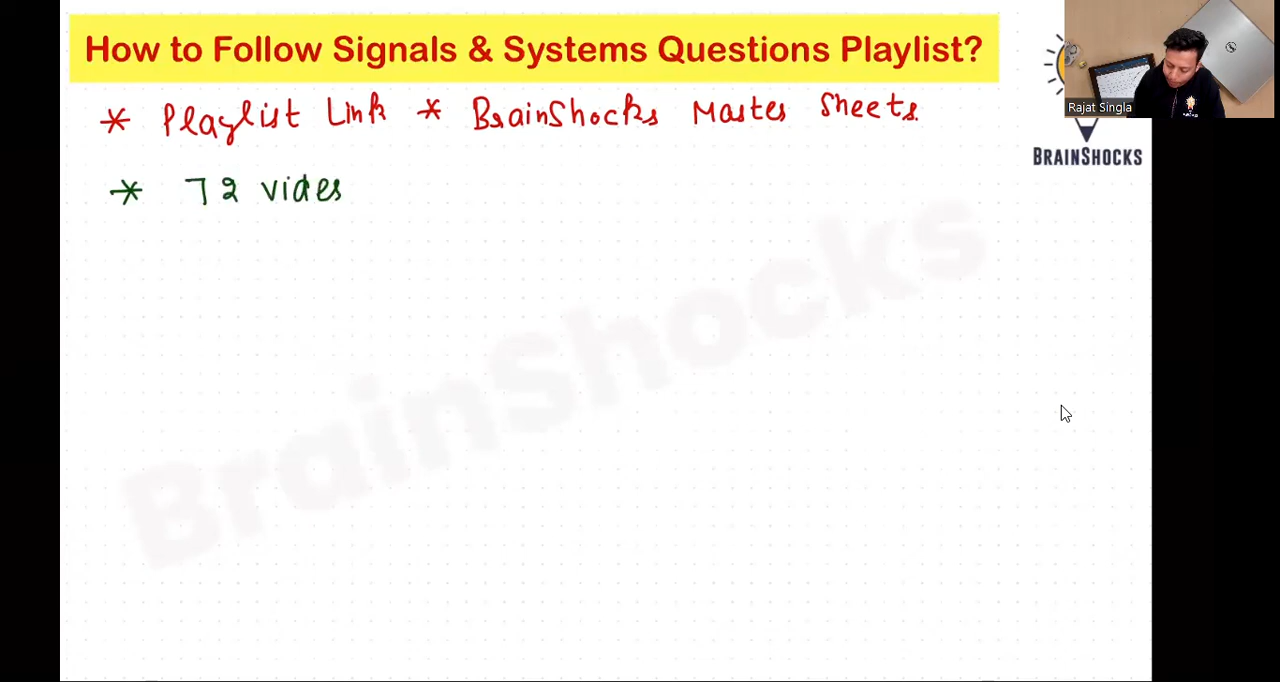 How to Follow Signals & Systems Questions Playlist?
* Playlist Link * BrainShocks Master Sheets.
* 72 vides
Rajat Singla
BRAINSHOCKS
BrainShocks